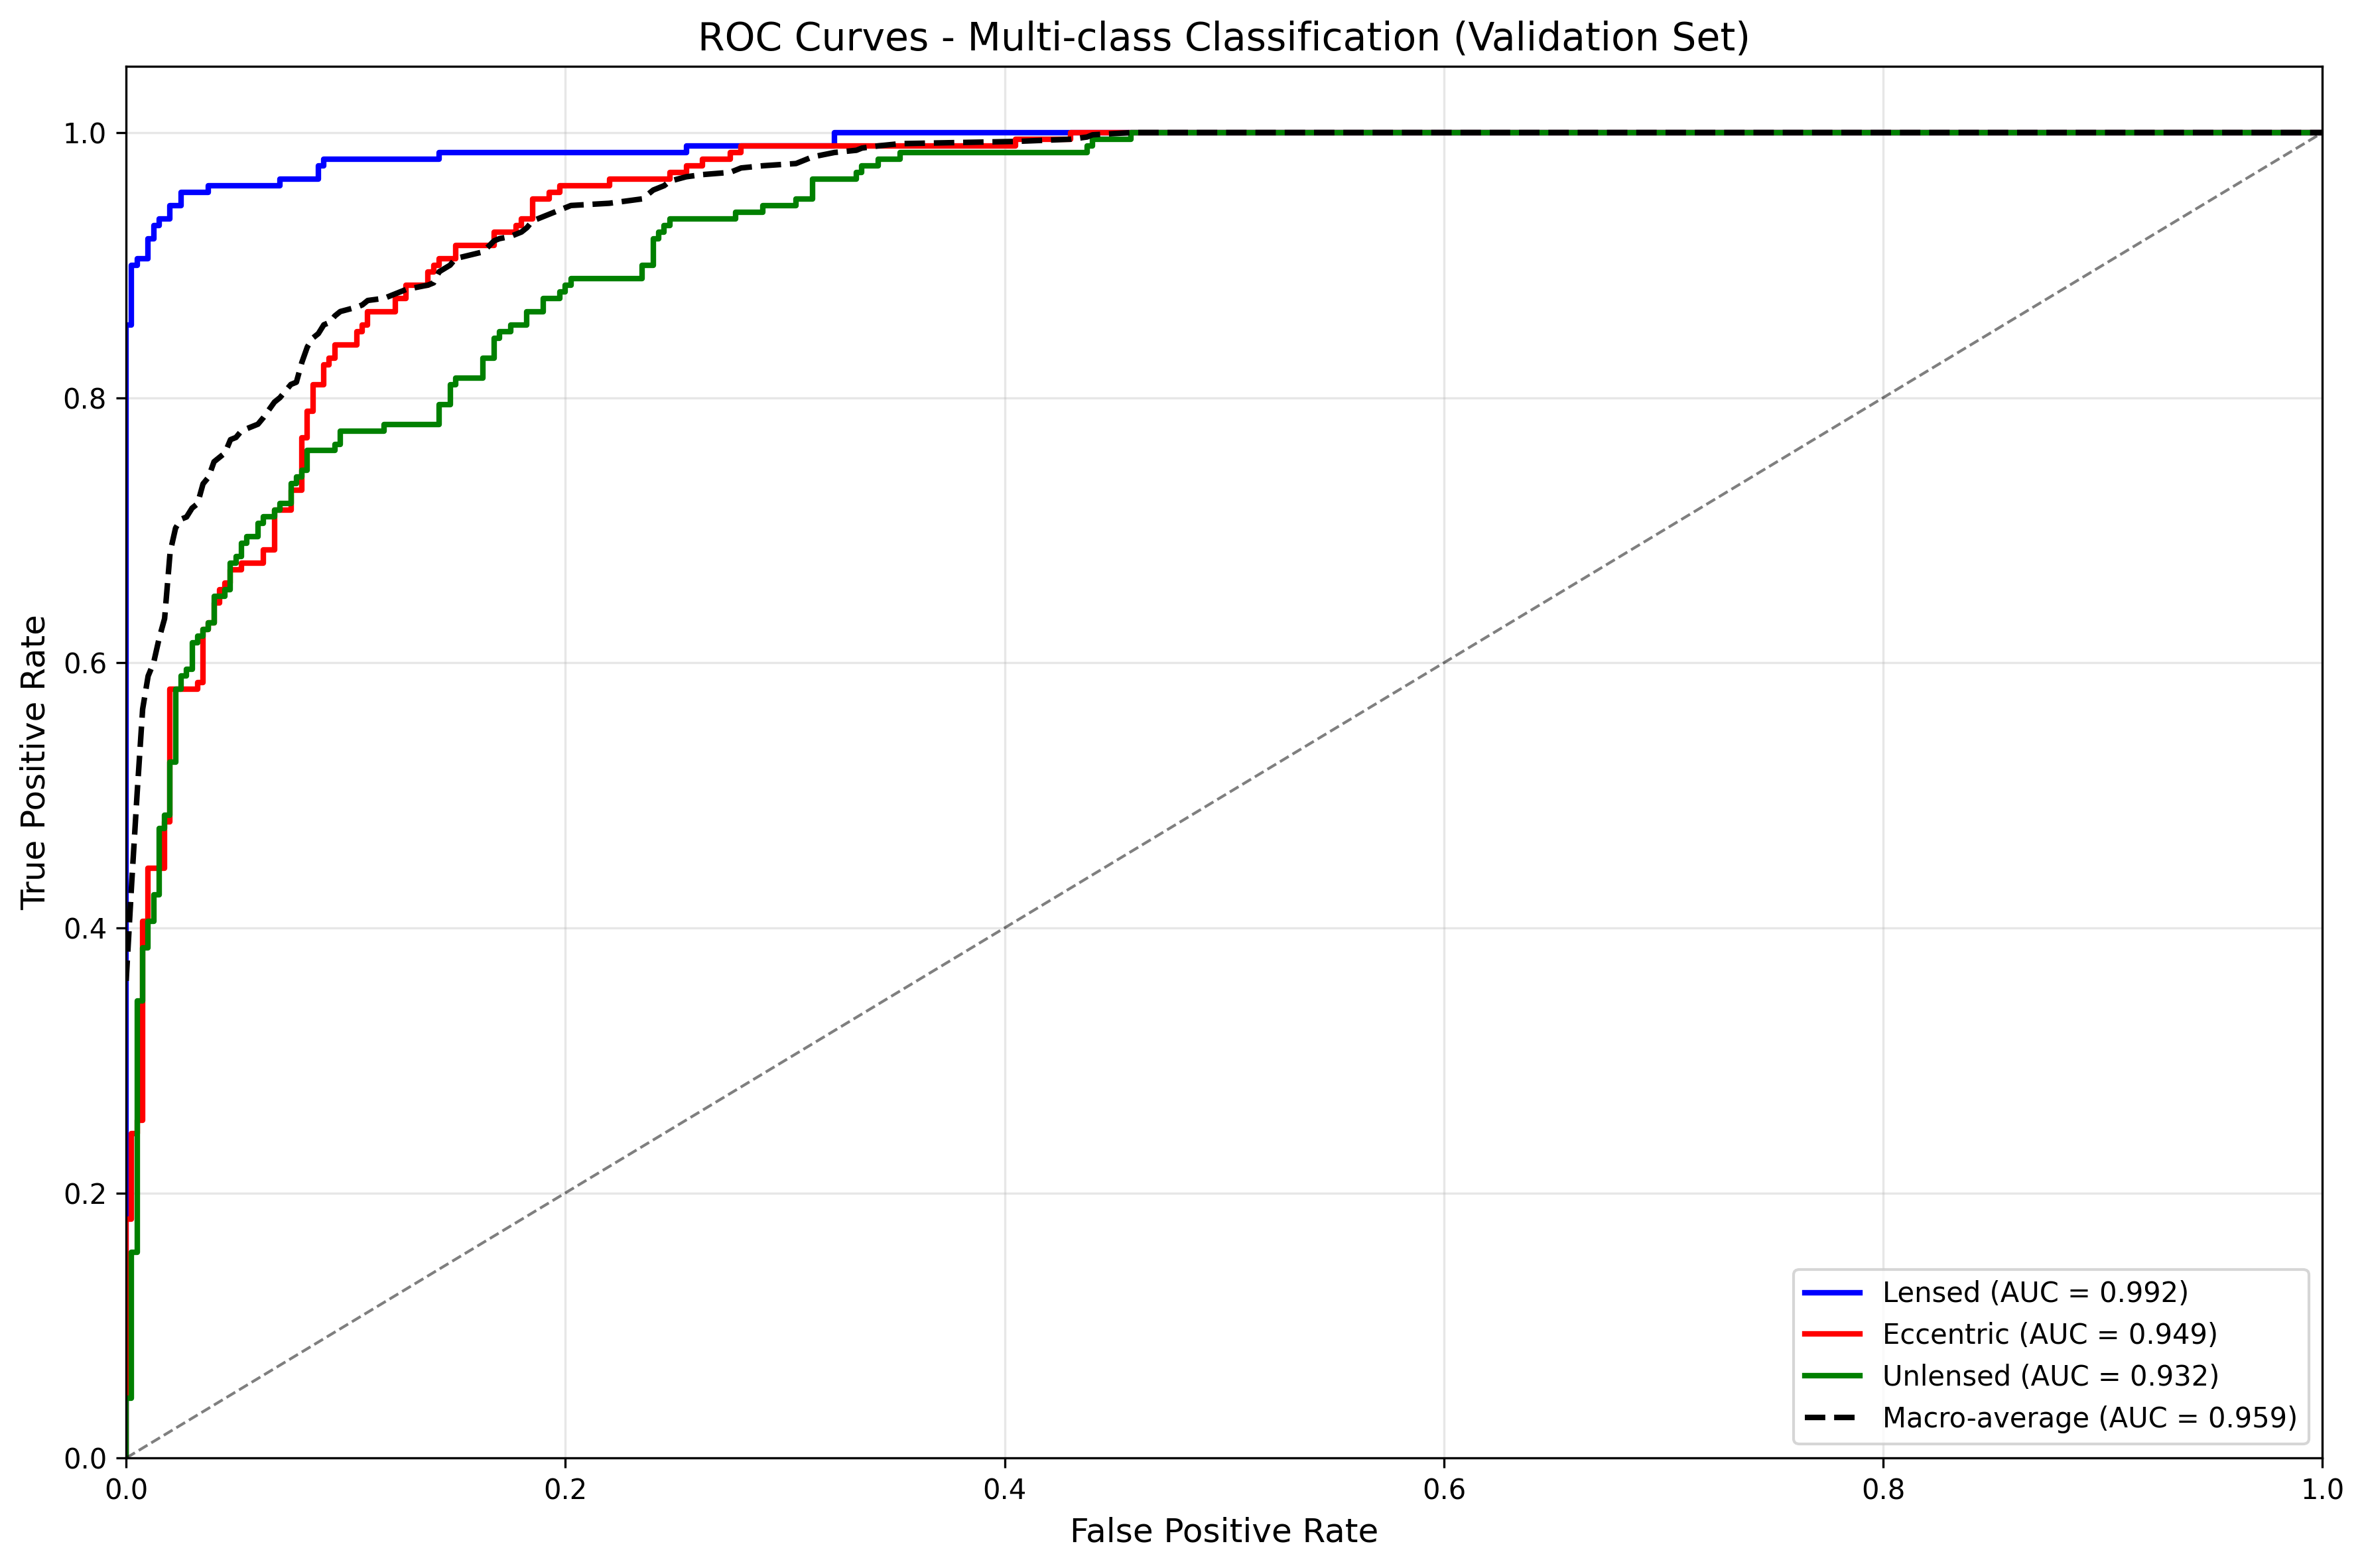 ROC Curves - Multi-class Classification (Validation Set)
True Positive Rate
1.0
0.8
0.6
0.4
0.2
0.0
0.0 0.2 0.4 0.6 0.8 1.0
False Positive Rate
Lensed (AUC = 0.992)
Eccentric (AUC = 0.949)
Unlensed (AUC = 0.932)
Macro-average (AUC = 0.959)